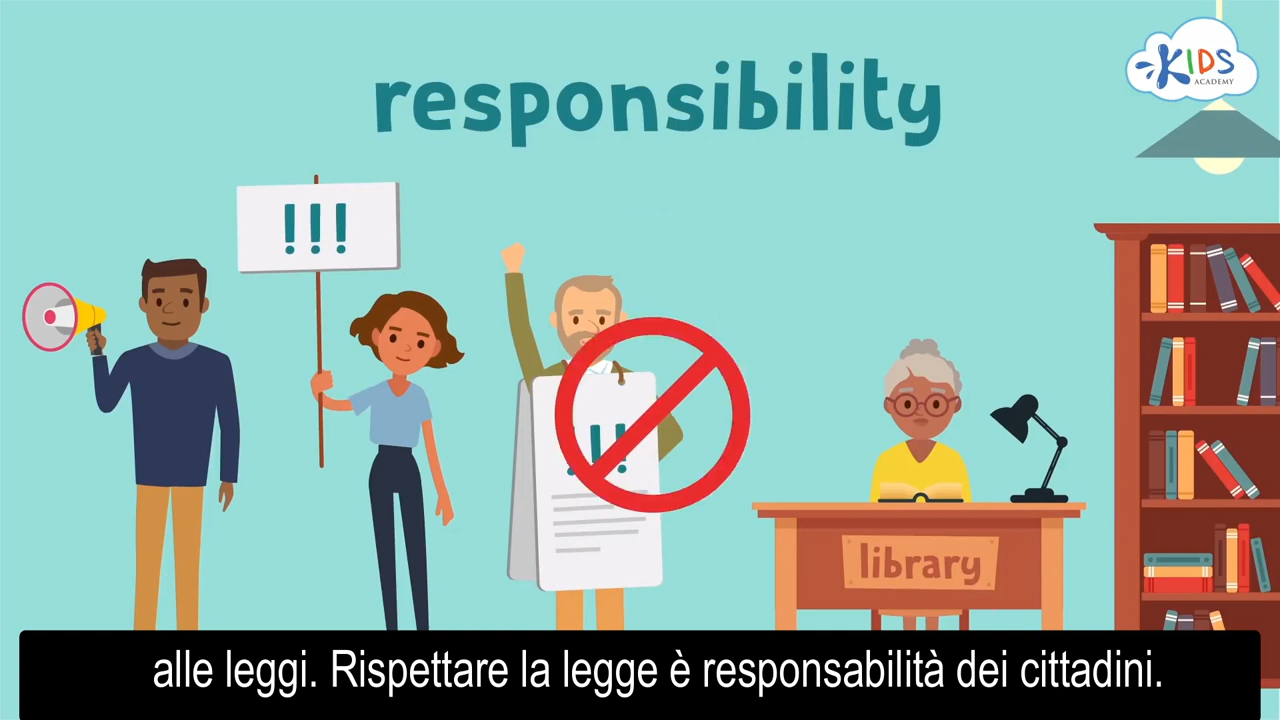 KIDS
ACADEMY
responsibility
!!!
!!
library
alle leggi. Rispettare la legge è responsabilità dei cittadini.